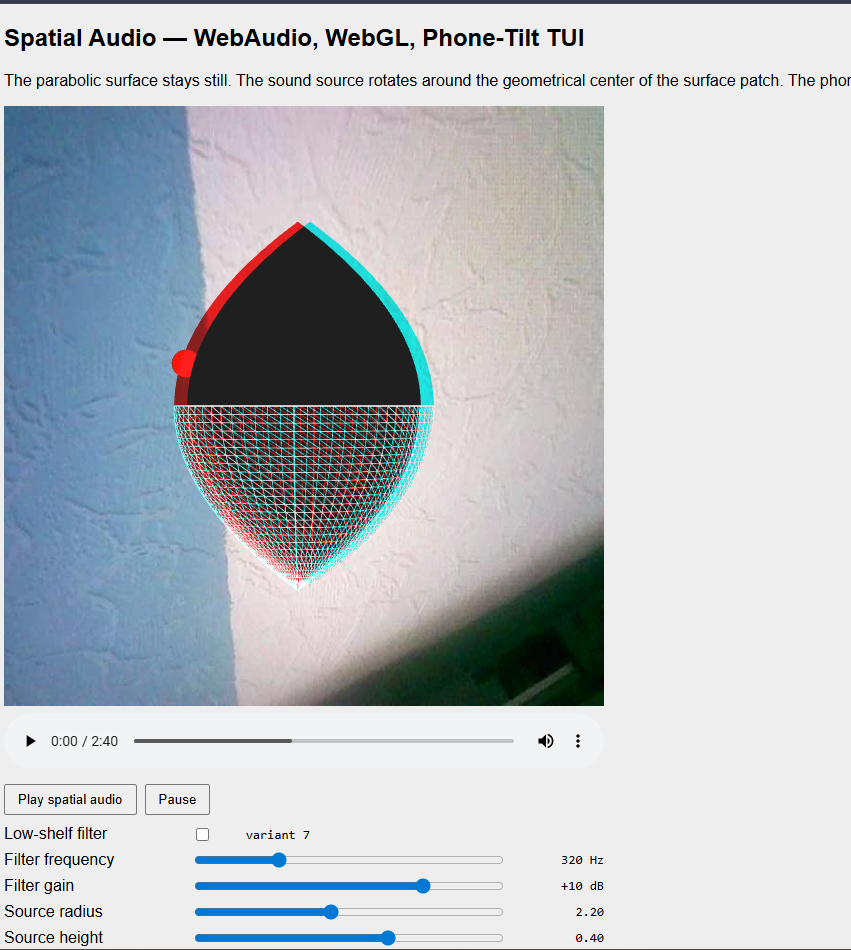 Spatial Audio — WebAudio, WebGL, Phone-Tilt TUI
The parabolic surface stays still. The sound source rotates around the geometrical center of the surface patch. The
0:00 / 2:40
Play spatial audio Pause
Low-shelf filter variant 7
Filter frequency 320 Hz
Filter gain +10 dB
Source radius 2.20
Source height 0.40